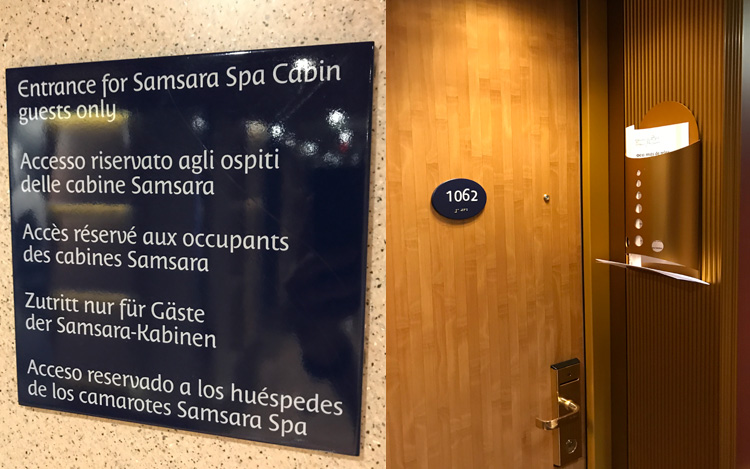 Entrance for Samsara Spa Cabin
guests only
Accesso riservato agli ospiti
delle cabine Samsara
Accès réservé aux occupants
des cabines Samsara
Zutritt nur für Gäste
der Samsara-Kabinen
Acceso reservado a los huéspedes
de los camarotes Samsara Spa
1062